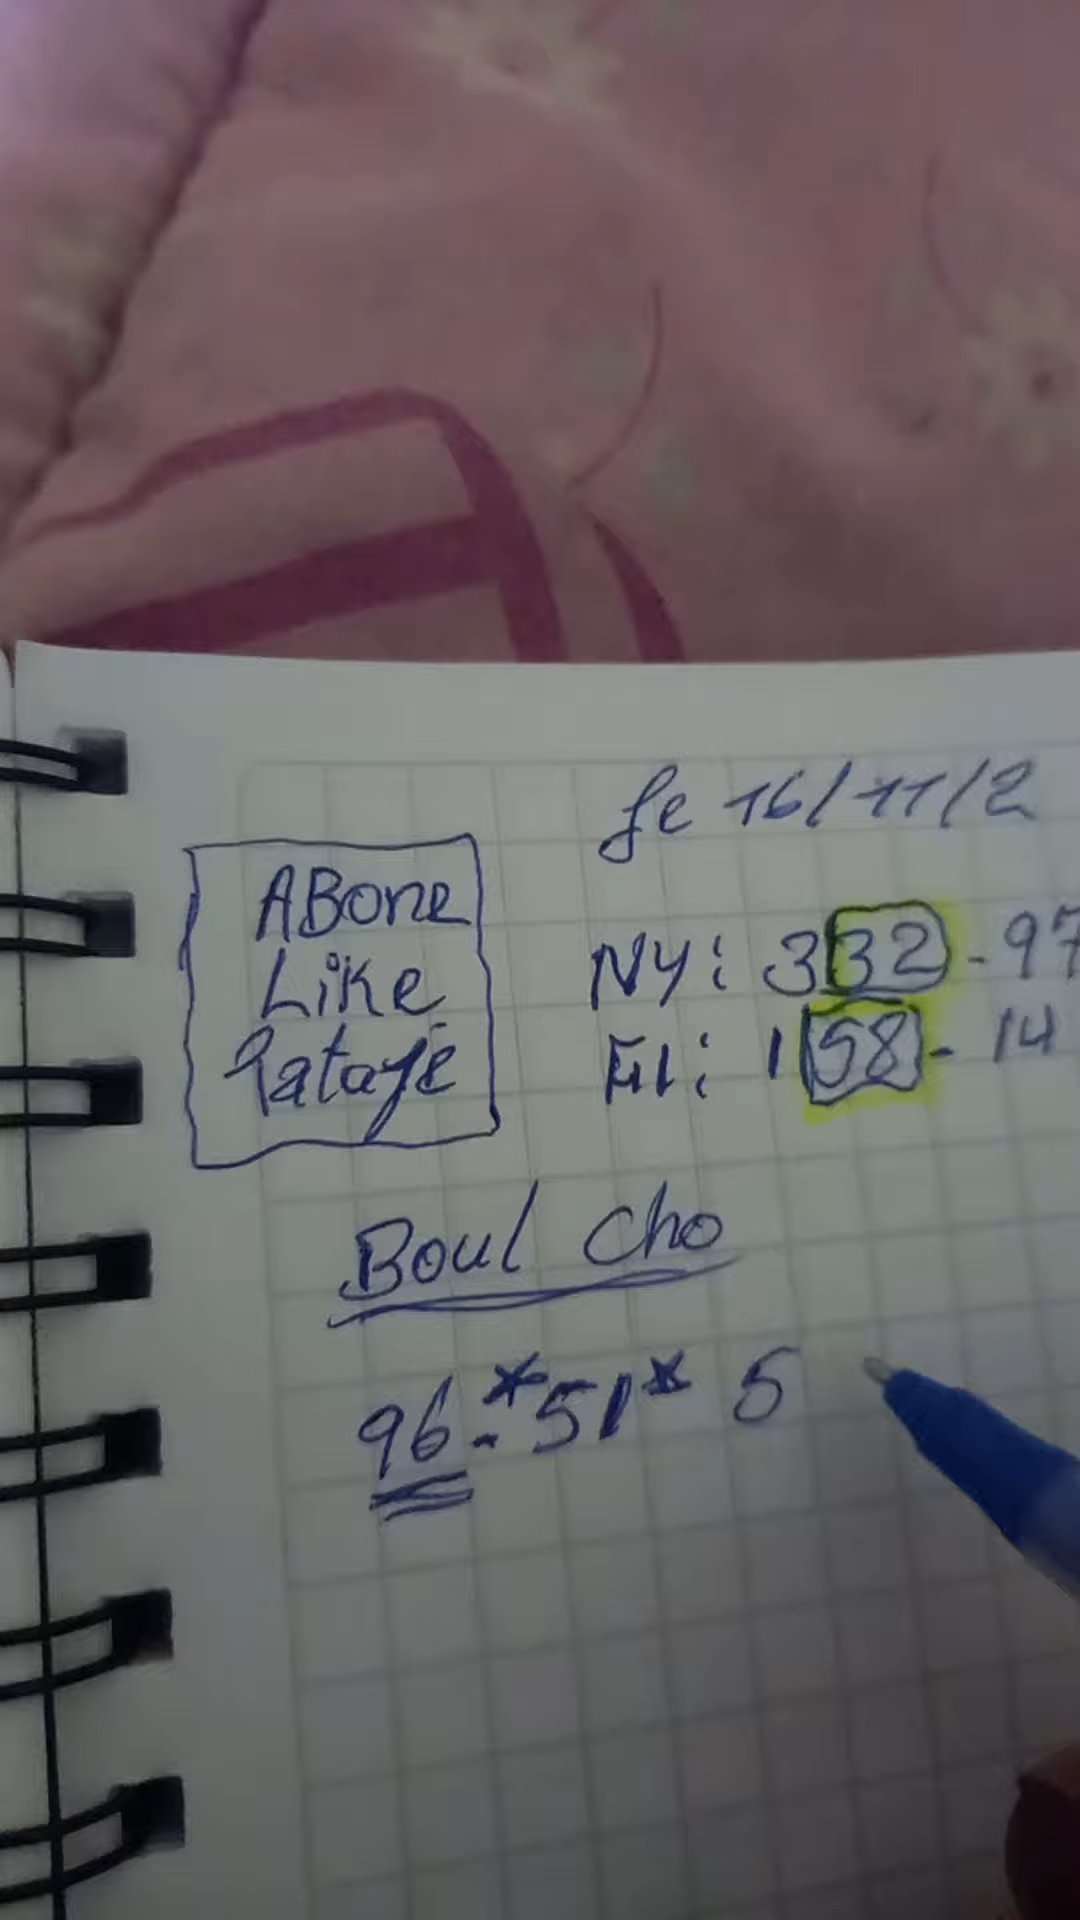 le 16/11/2
ABone
Like
Pataje
NY: 332-97
Fl: 158-14
Boul Cho
96.*51* 5